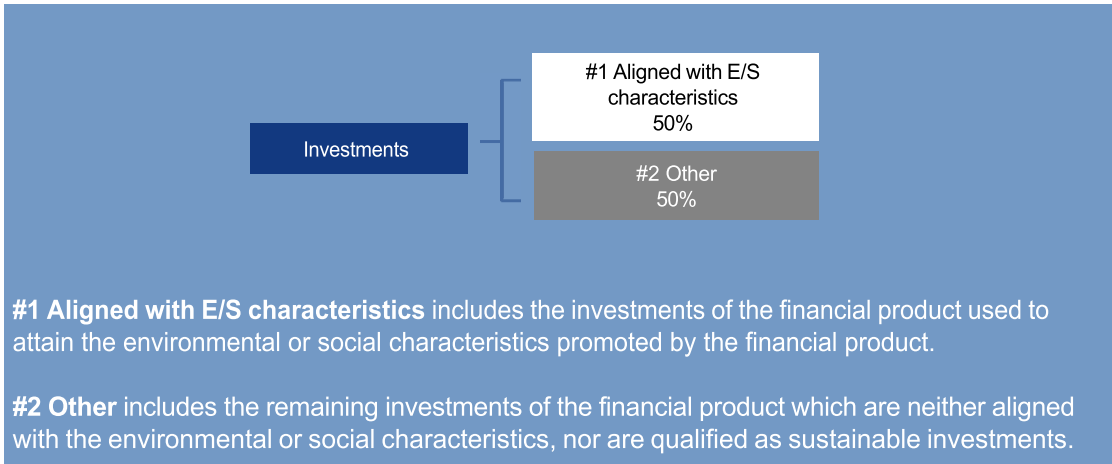 #1 Aligned with E/S
characteristics
50%
Investments
#2 Other
50%
#1 Aligned with E/S characteristics includes the investments of the financial product used to
attain the environmental or social characteristics promoted by the financial product.
#2 Other includes the remaining investments of the financial product which are neither aligned
with the environmental or social characteristics, nor are qualified as sustainable investments.